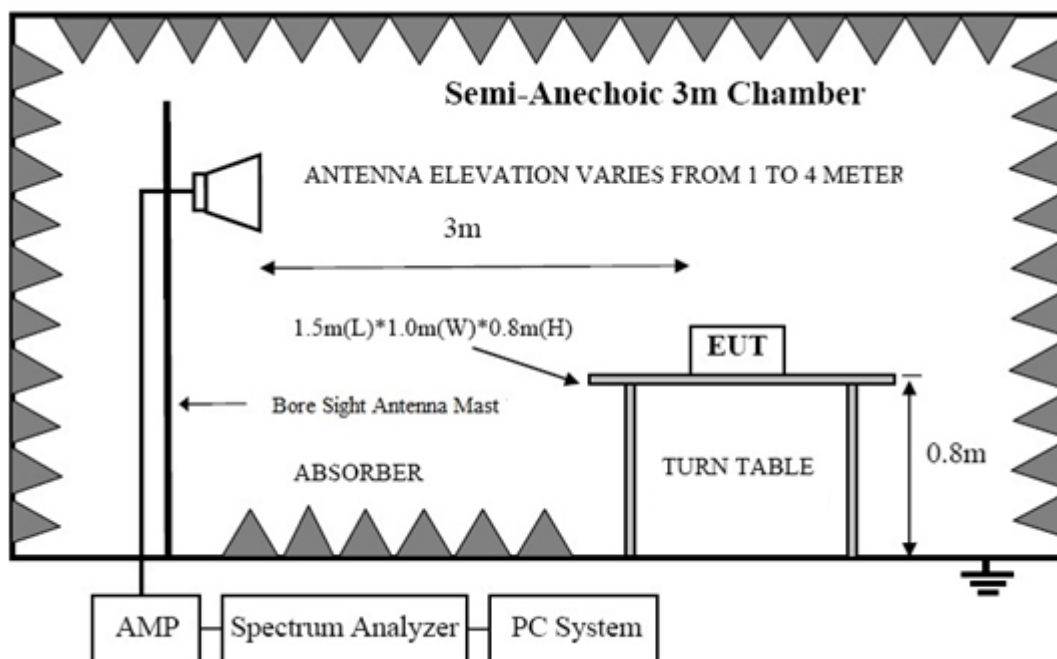 Semi-Anechoic 3m Chamber
ANTENNA ELEVATION VARIES FROM 1 TO 4 METER
3m
1.5m(L)*1.0m(W)*0.8m(H)
EUT
Bore Sight Antenna Mast
0.8m
TURN TABLE
ABSORBER
AMP
Spectrum Analyzer
PC System